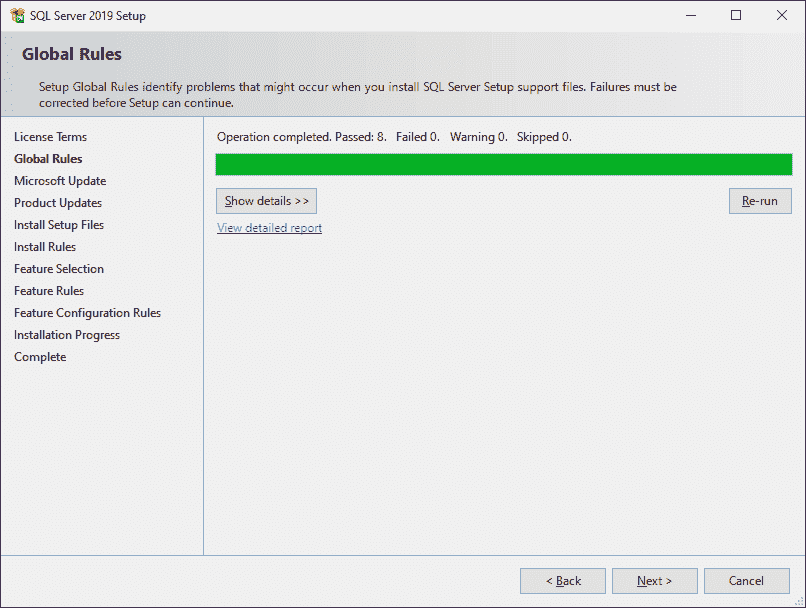 SQL Server 2019 Setup
Global Rules
Setup Global Rules identify problems that might occur when you install SQL Server Setup support files. Failures must be
corrected before Setup can continue.
License Terms
Global Rules
Microsoft Update
Product Updates
Install Setup Files
Install Rules
Feature Selection
Feature Rules
Feature Configuration Rules
Installation Progress
Complete
Operation completed. Passed: 8. Failed 0. Warning 0. Skipped 0.
Show details >>
Re-run
View detailed report
< Back
Next >
Cancel